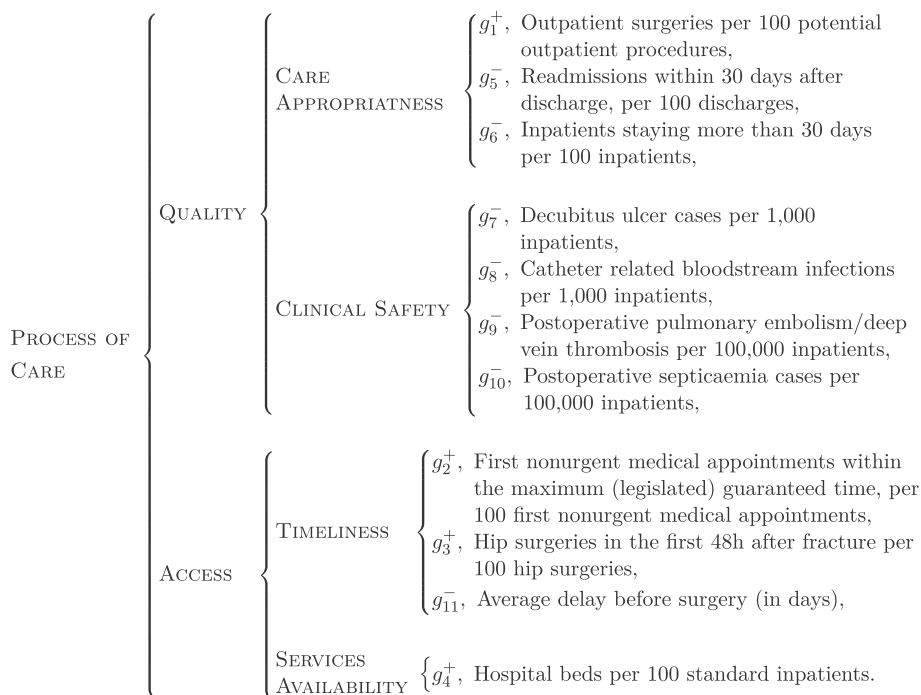 g₁⁺, Outpatient surgeries per 100 potential
outpatient procedures,
CARE
APPROPRIATNESS
g₅⁻, Readmissions within 30 days after
discharge, per 100 discharges,
g₆⁻, Inpatients staying more than 30 days
per 100 inpatients,
QUALITY
g₇⁻, Decubitus ulcer cases per 1,000
inpatients,
g₈⁻, Catheter related bloodstream infections
per 1,000 inpatients,
CLINICAL SAFETY
g₉⁻, Postoperative pulmonary embolism/deep
vein thrombosis per 100,000 inpatients,
g₁₀⁻, Postoperative septicaemia cases per
100,000 inpatients,
PROCESS OF
CARE
g₂⁺, First nonurgent medical appointments within
the maximum (legislated) guaranteed time, per
100 first nonurgent medical appointments,
TIMELINESS
g₃⁺, Hip surgeries in the first 48h after fracture per
100 hip surgeries,
g₁₁⁻, Average delay before surgery (in days),
ACCESS
SERVICES
AVAILABILITY
g₄⁺, Hospital beds per 100 standard inpatients.